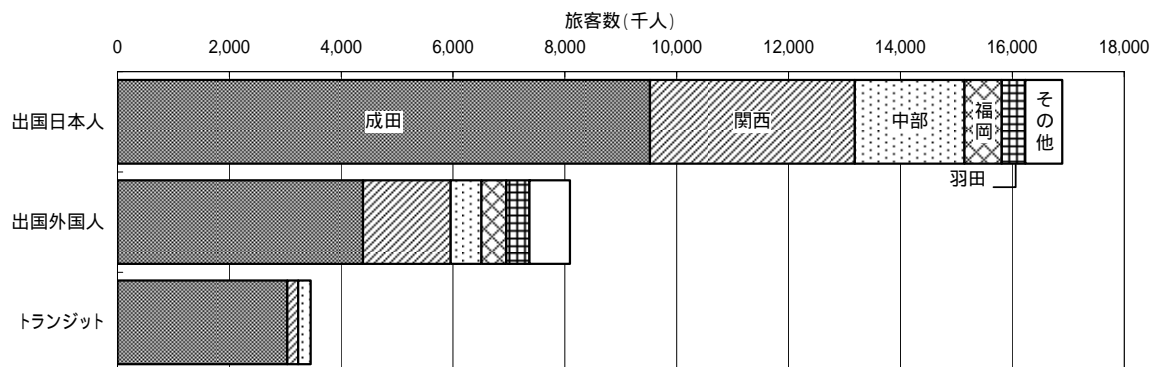 旅客数(千人)
0 2,000 4,000 6,000 8,000 10,000 12,000 14,000 16,000 18,000
出国日本人 成田 関西 中部 福岡 その他
羽田
出国外国人
トランジット